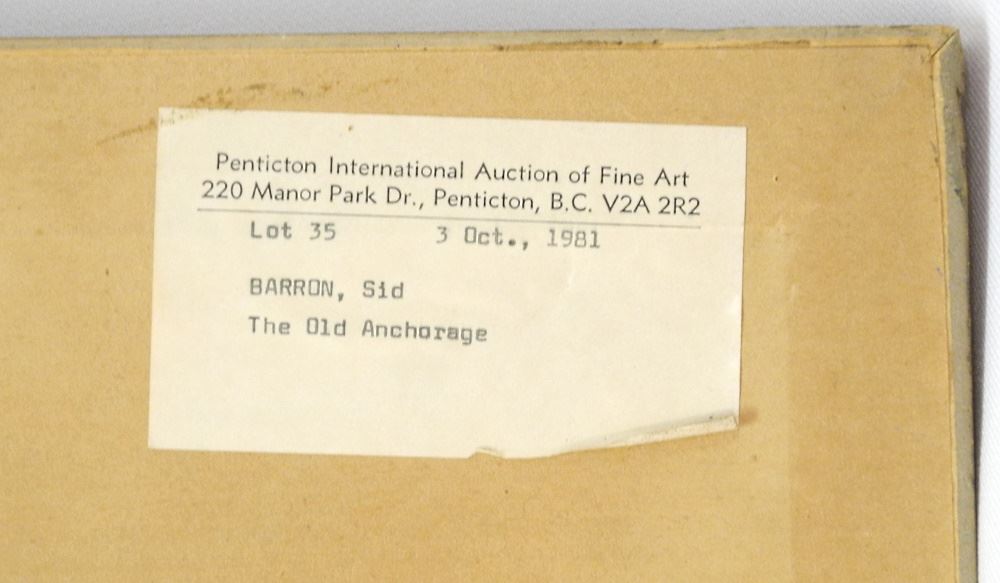 Penticton International Auction of Fine Art
220 Manor Park Dr., Penticton, B.C. V2A 2R2
Lot 35 3 Oct., 1981
BARRON, Sid
The Old Anchorage